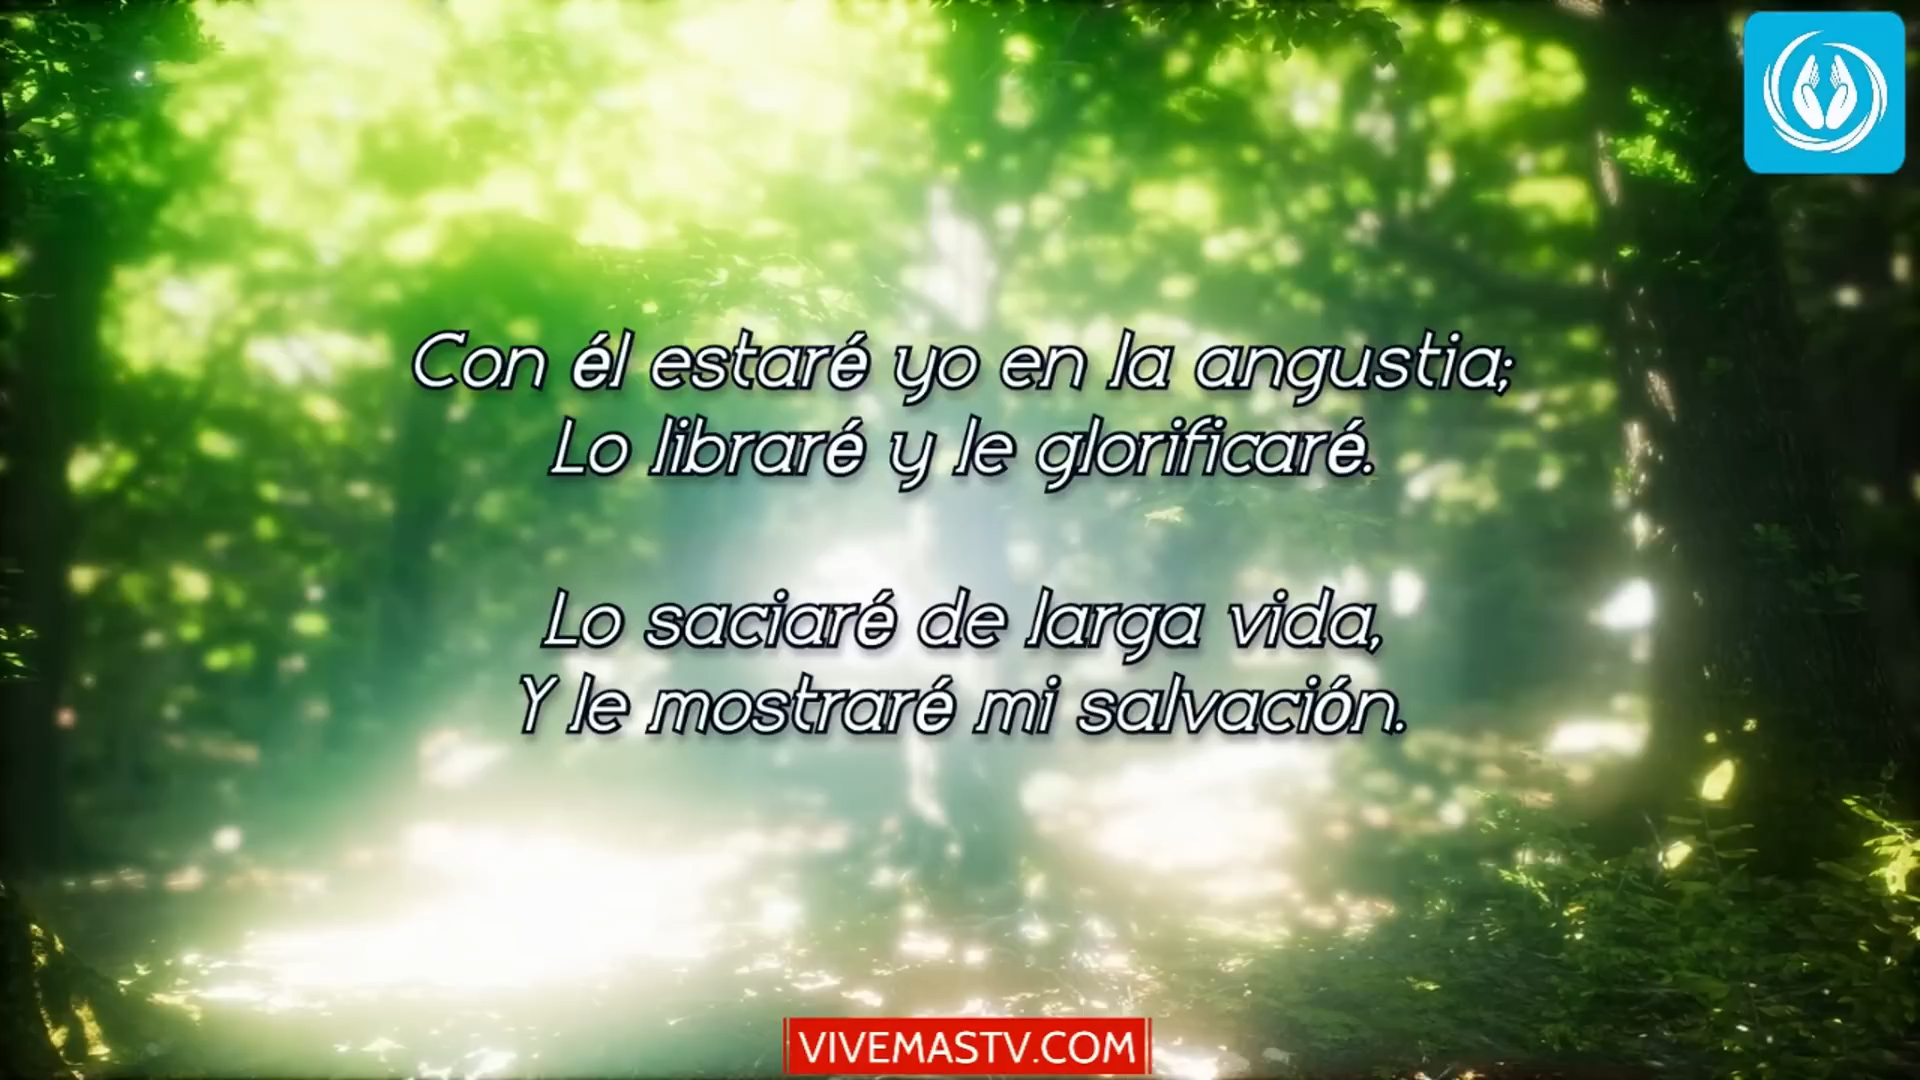 Con él estaré yo en la angustia;
Lo libraré y le glorificaré.
Lo saciaré de larga vida,
Y le mostraré mi salvación.
VIVEMASTV.COM